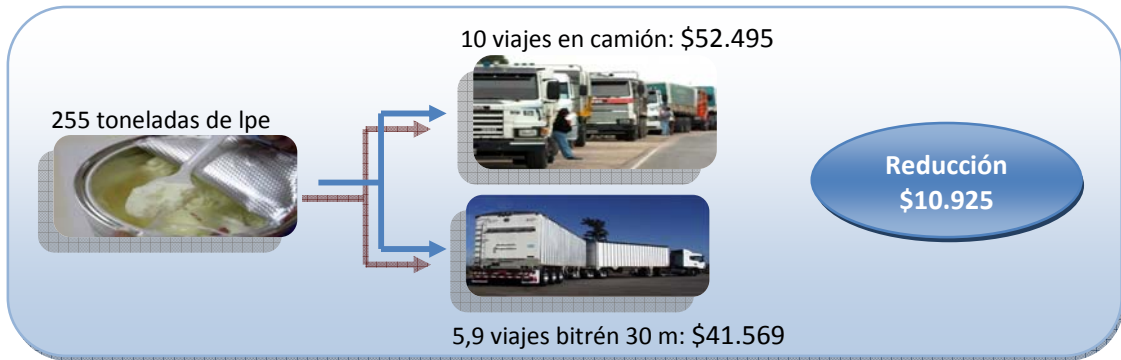 10 viajes en camión: $52.495
255 toneladas de lpe
Reducción
$10.925
5,9 viajes bitrén 30 m: $41.569